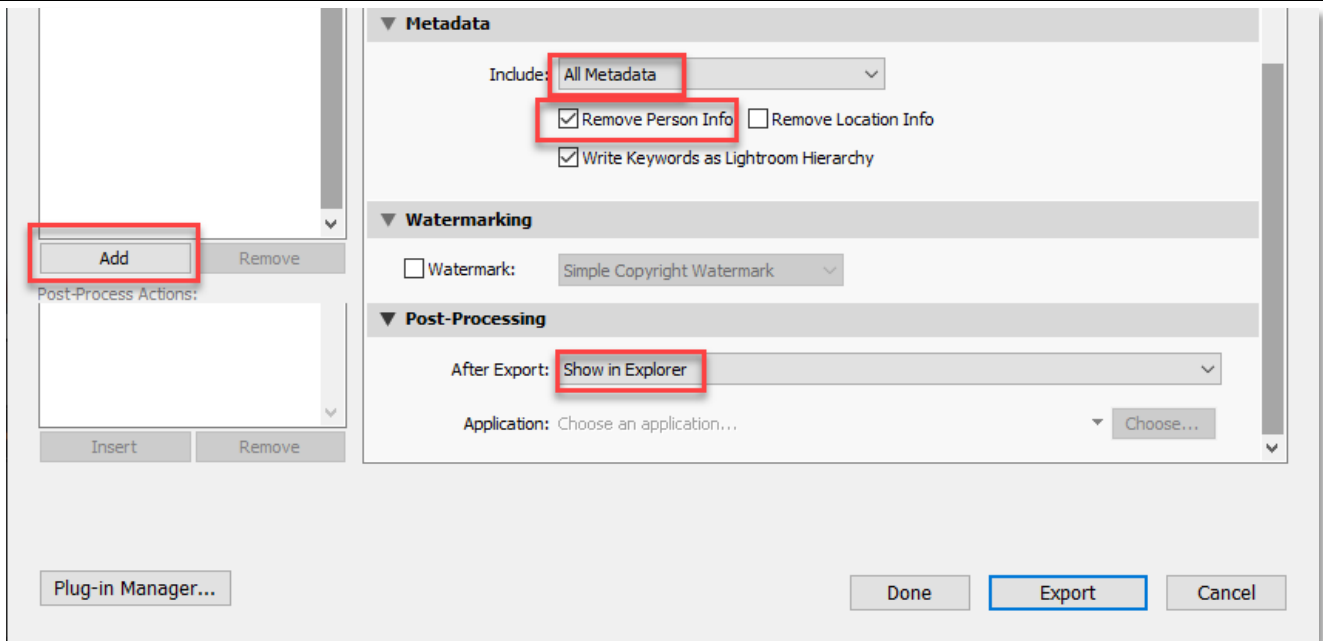 Metadata
Include: All Metadata
Remove Person Info Remove Location Info
Write Keywords as Lightroom Hierarchy
Watermarking
Add Remove
Watermark: Simple Copyright Watermark
Post-Process Actions:
Post-Processing
After Export: Show in Explorer
Application: Choose an application... Choose...
Insert Remove
Plug-in Manager... Done Export Cancel